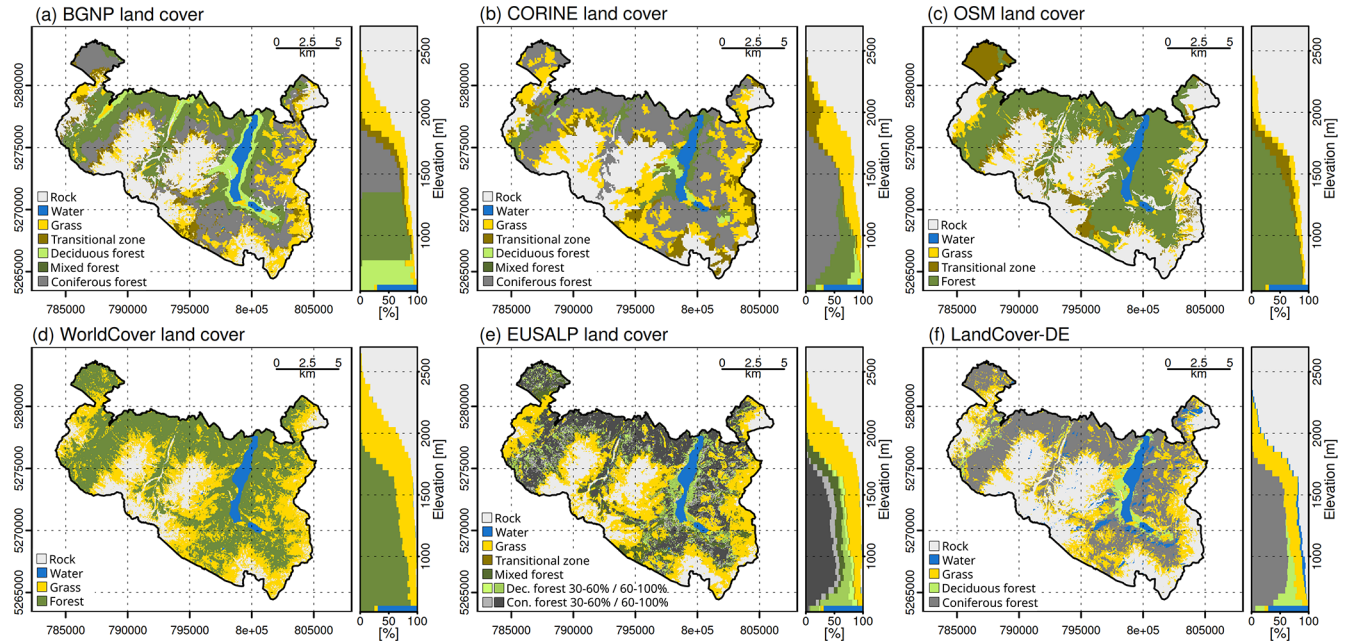 (a) BGNP land cover
0 2.5 5
km
5280000
5275000
5270000
5265000
Rock
Water
Grass
Transitional zone
Deciduous forest
Mixed forest
Coniferous forest
785000 790000 795000 8e+05 805000
0 50 100
[%]
1000 1500 2000 2500
Elevation [m]
(b) CORINE land cover
0 2.5 5
km
5280000
5275000
5270000
5265000
Rock
Water
Grass
Transitional zone
Deciduous forest
Mixed forest
Coniferous forest
785000 790000 795000 8e+05 805000
0 50 100
[%]
1000 1500 2000 2500
Elevation [m]
(c) OSM land cover
0 2.5 5
km
5280000
5275000
5270000
5265000
Rock
Water
Grass
Transitional zone
Forest
785000 790000 795000 8e+05 805000
0 50 100
[%]
1000 1500 2000 2500
Elevation [m]
(d) WorldCover land cover
0 2.5 5
km
5280000
5275000
5270000
5265000
Rock
Water
Grass
Forest
785000 790000 795000 8e+05 805000
0 50 100
[%]
1000 1500 2000 2500
Elevation [m]
(e) EUSALP land cover
0 2.5 5
km
5280000
5275000
5270000
5265000
Rock
Water
Grass
Transitional zone
Mixed forest
Dec. forest 30-60% / 60-100%
Con. forest 30-60% / 60-100%
785000 790000 795000 8e+05 805000
0 50 100
[%]
1000 1500 2000 2500
Elevation [m]
(f) LandCover-DE
0 2.5 5
km
5280000
5275000
5270000
5265000
Rock
Water
Grass
Deciduous forest
Coniferous forest
785000 790000 795000 8e+05 805000
0 50 100
[%]
1000 1500 2000 2500
Elevation [m]